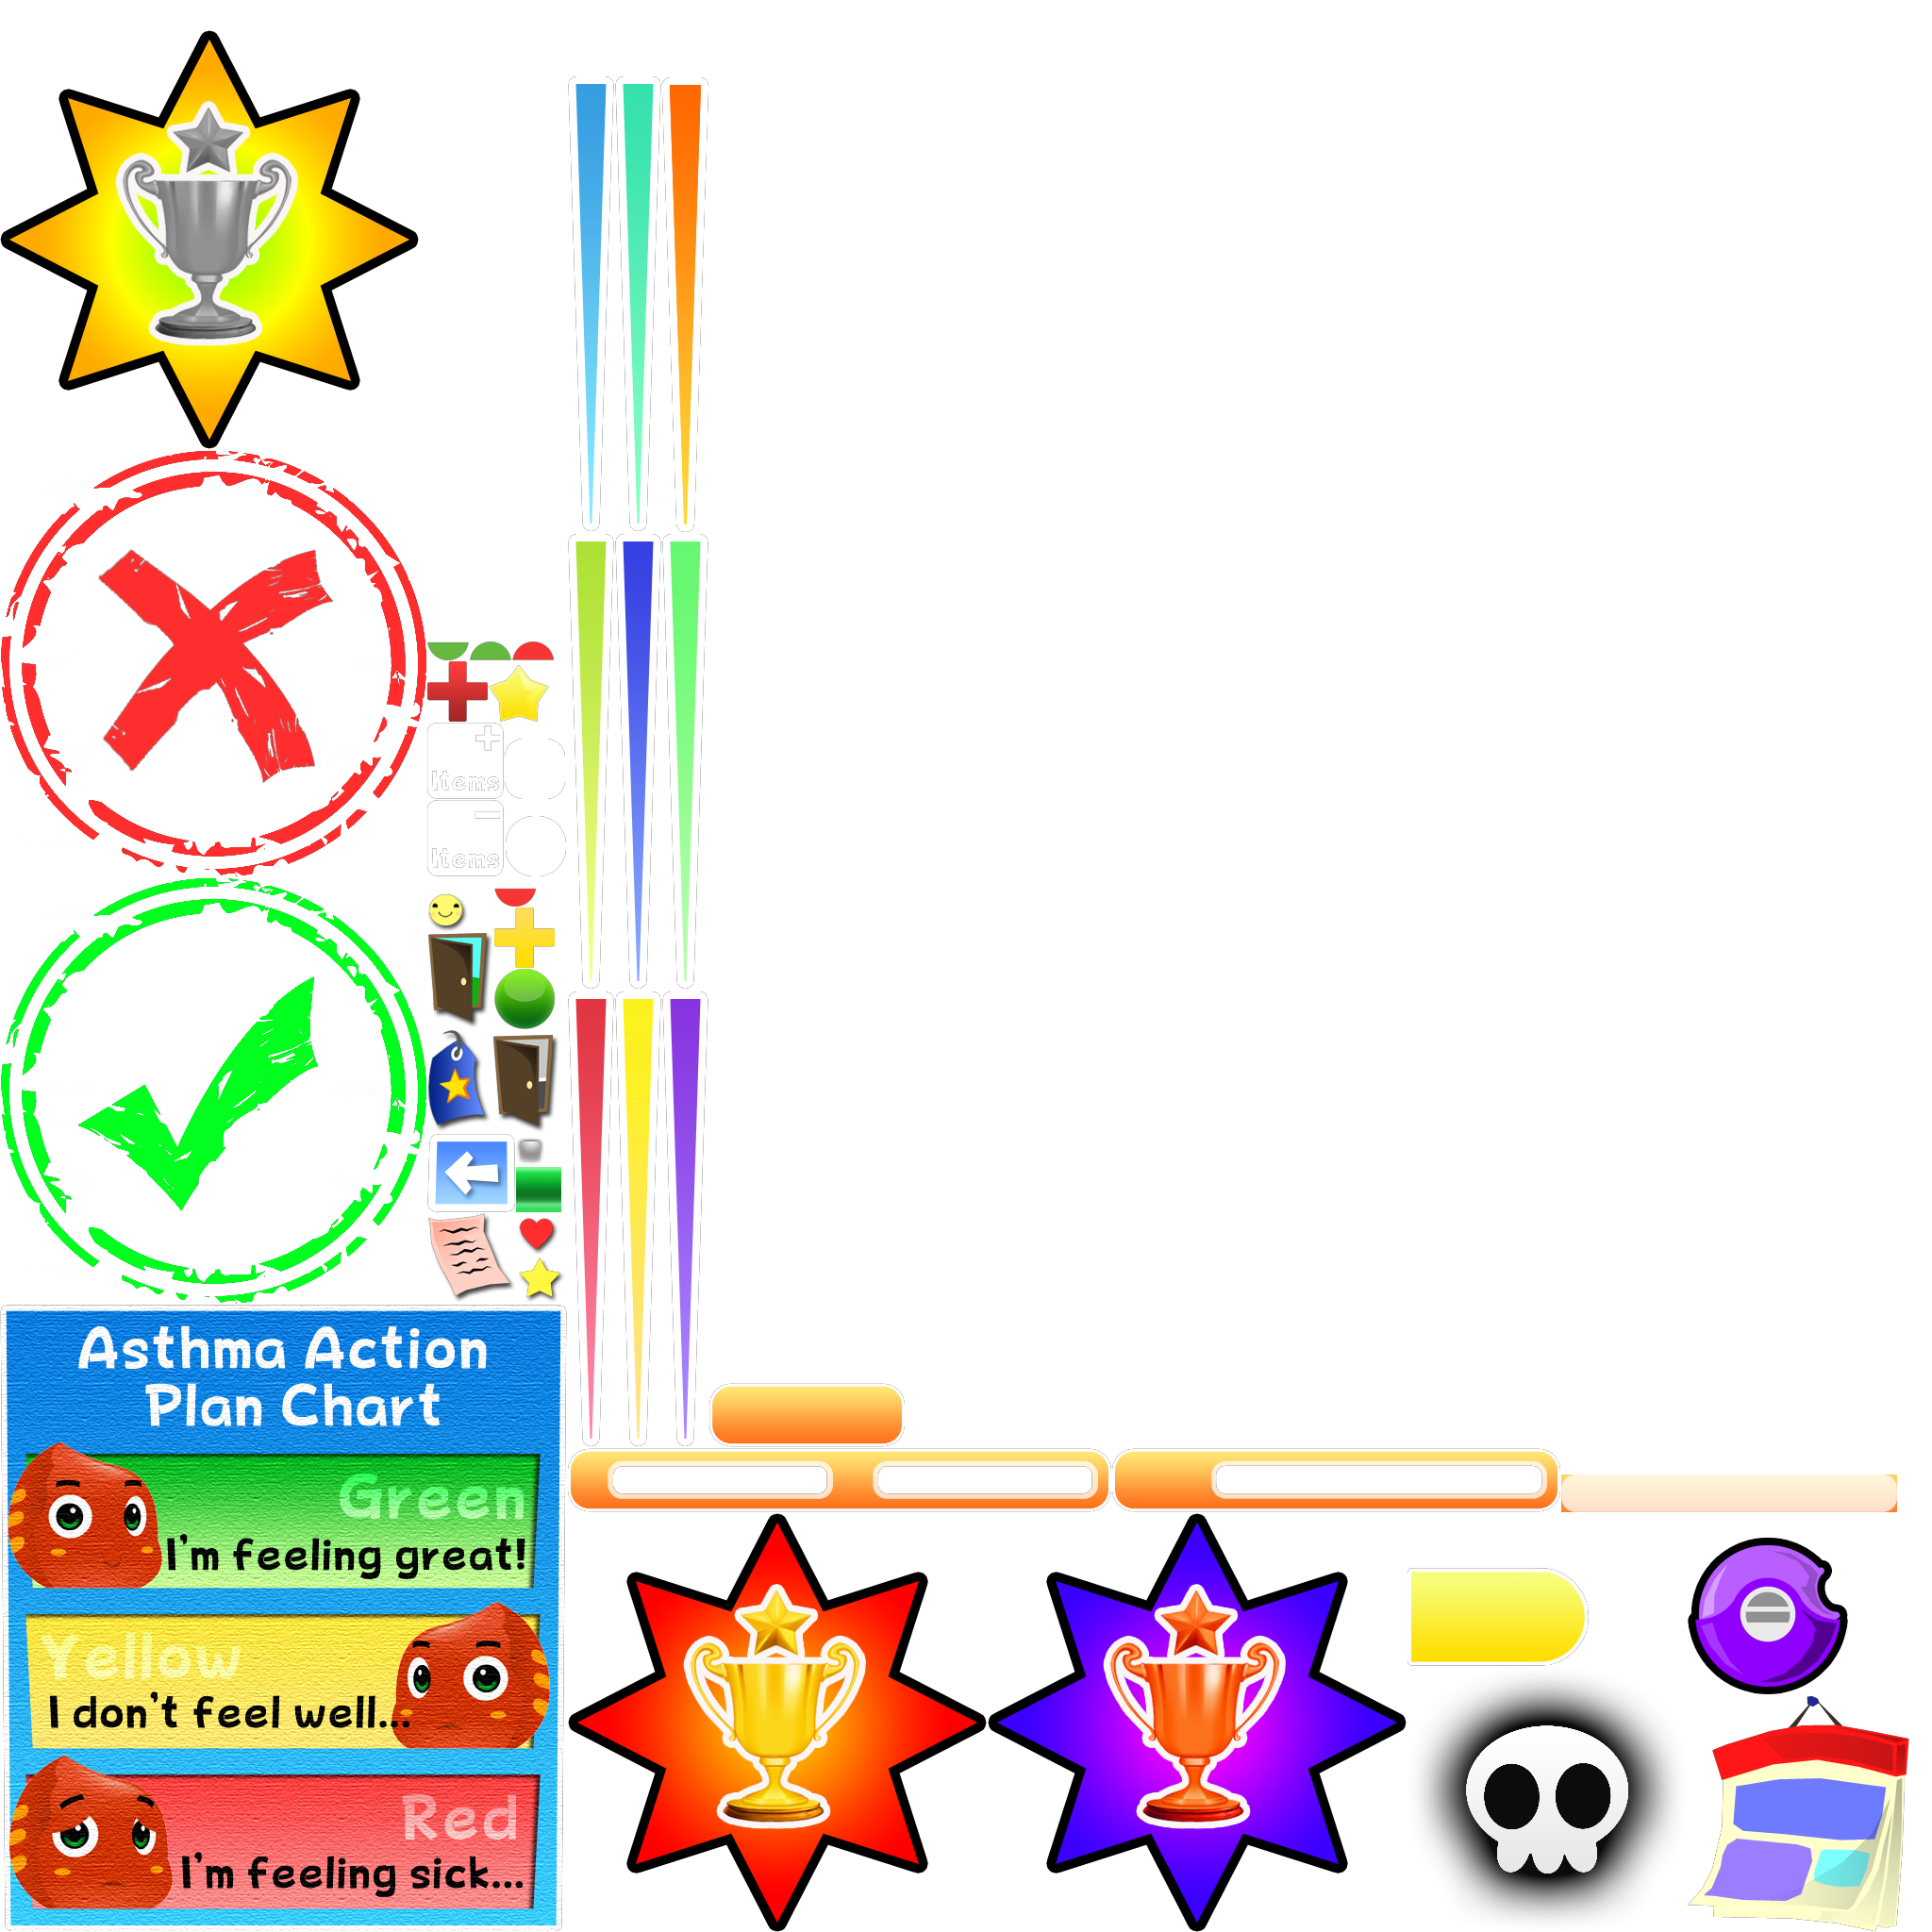 Items
Items
Asthma Action
Plan Chart
Green
I'm feeling great!
Yellow
I don't feel well...
Red
I'm feeling sick...